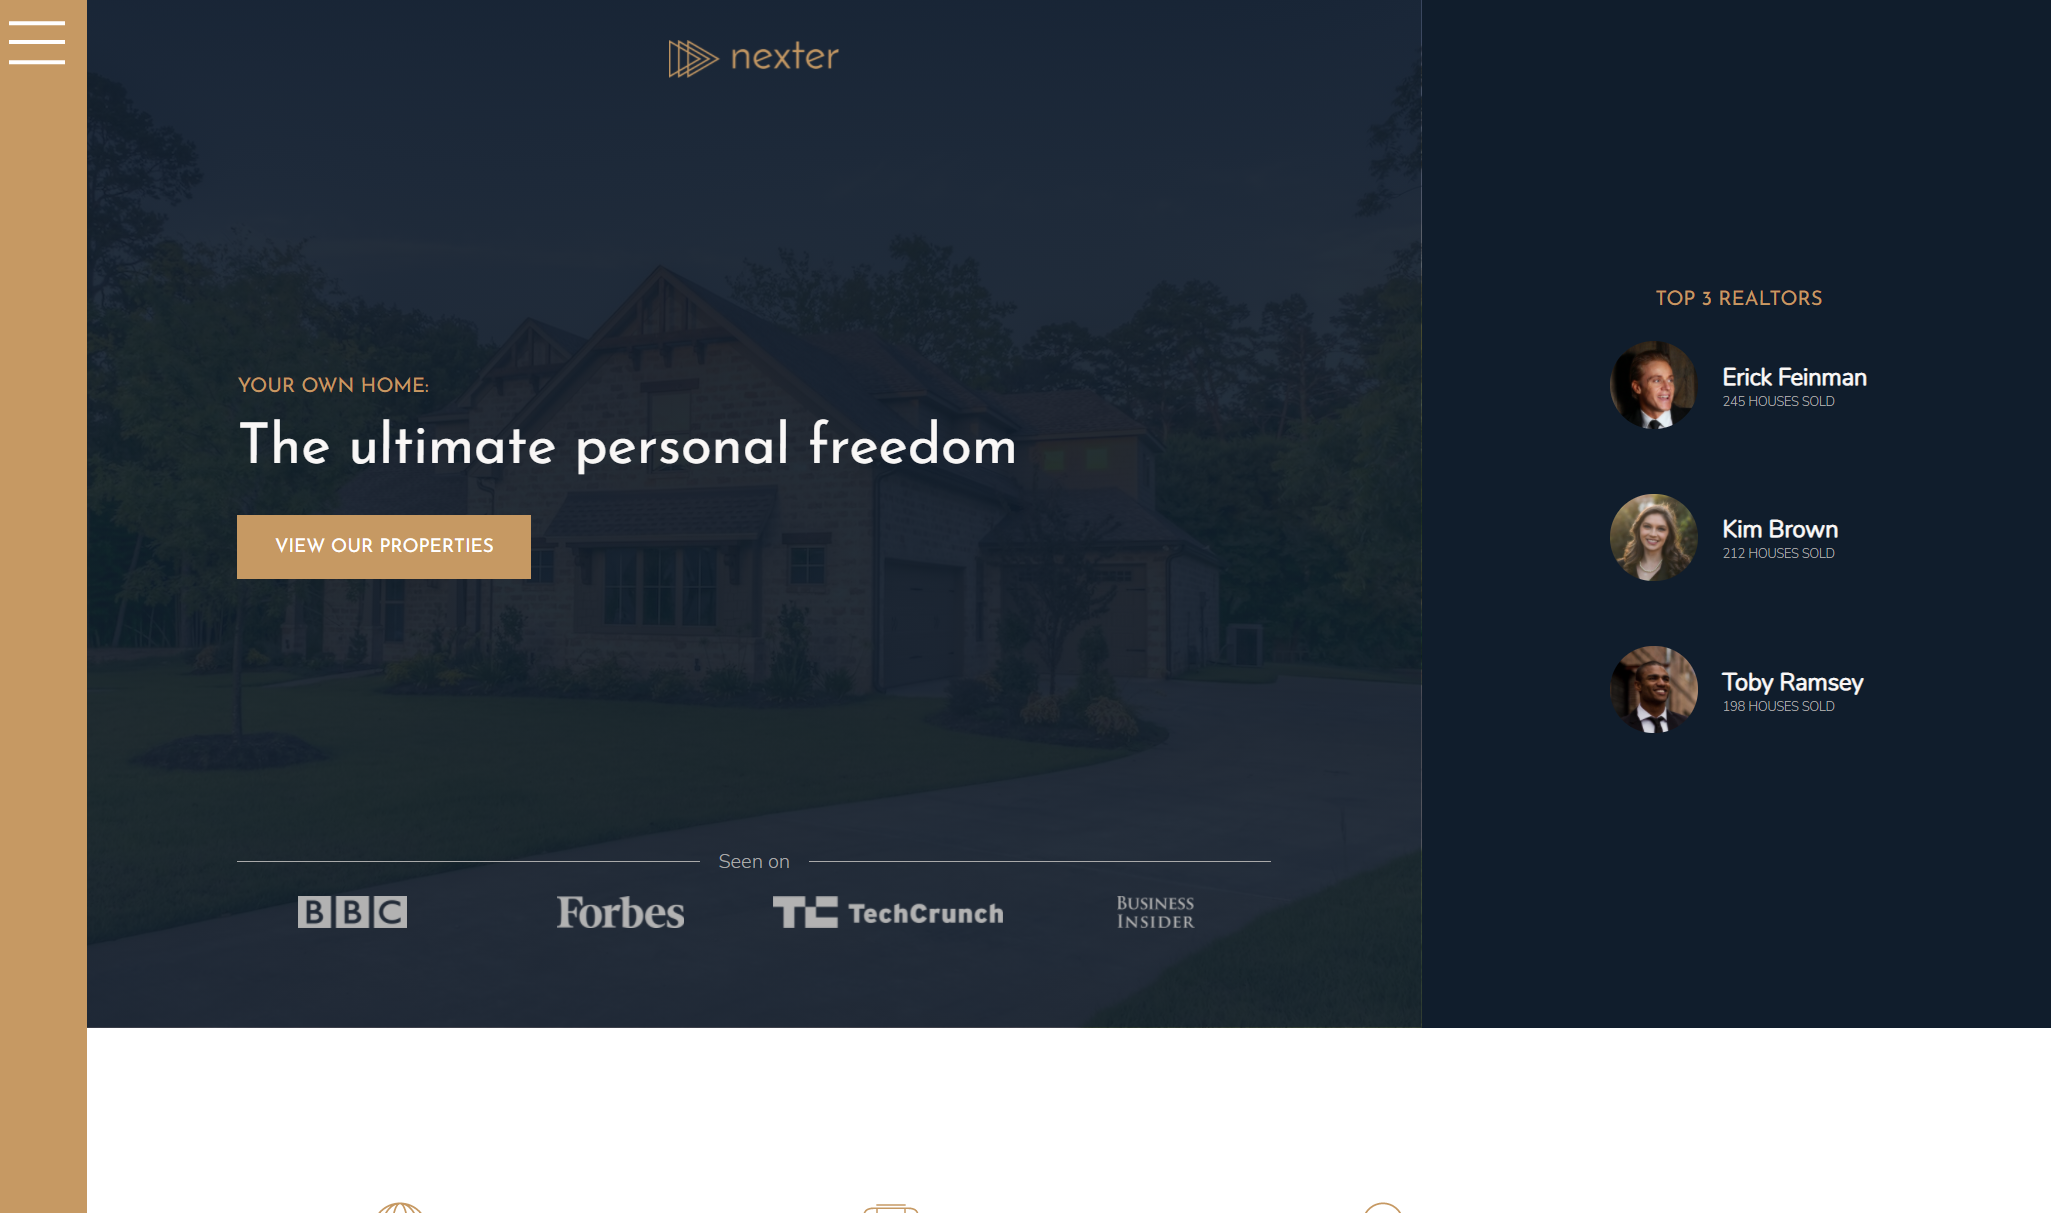 nexter
YOUR OWN HOME:
The ultimate personal freedom
VIEW OUR PROPERTIES
Seen on
BBC
Forbes
TC TechCrunch
BUSINESS
INSIDER
TOP 3 REALTORS
Erick Feinman
245 HOUSES SOLD
Kim Brown
212 HOUSES SOLD
Toby Ramsey
198 HOUSES SOLD